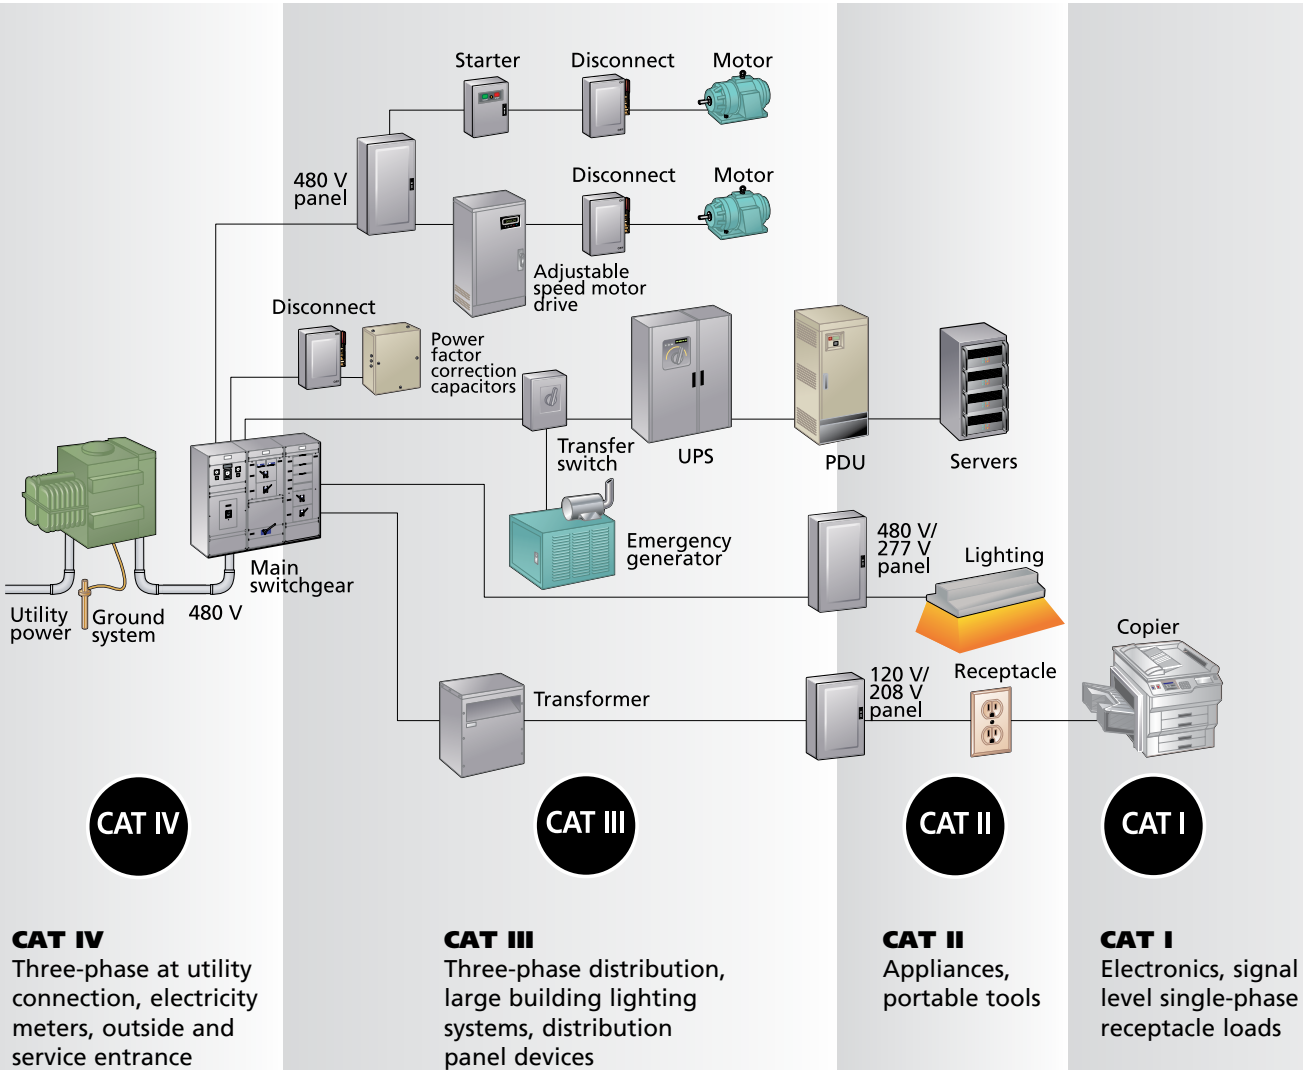 Starter
Disconnect
Motor
480 V
panel
Disconnect
Motor
Adjustable
speed motor
drive
Disconnect
Power
factor
correction
capacitors
Transfer
switch
UPS
PDU
Servers
Emergency
generator
480 V/
277 V
panel
Lighting
Main
switchgear
Utility
power
Ground
system
480 V
Copier
Transformer
120 V/
208 V
panel
Receptacle
CAT IV
CAT III
CAT II
CAT I
CAT IV
Three-phase at utility
connection, electricity
meters, outside and
service entrance
CAT III
Three-phase distribution,
large building lighting
systems, distribution
panel devices
CAT II
Appliances,
portable tools
CAT I
Electronics, signal
level single-phase
receptacle loads